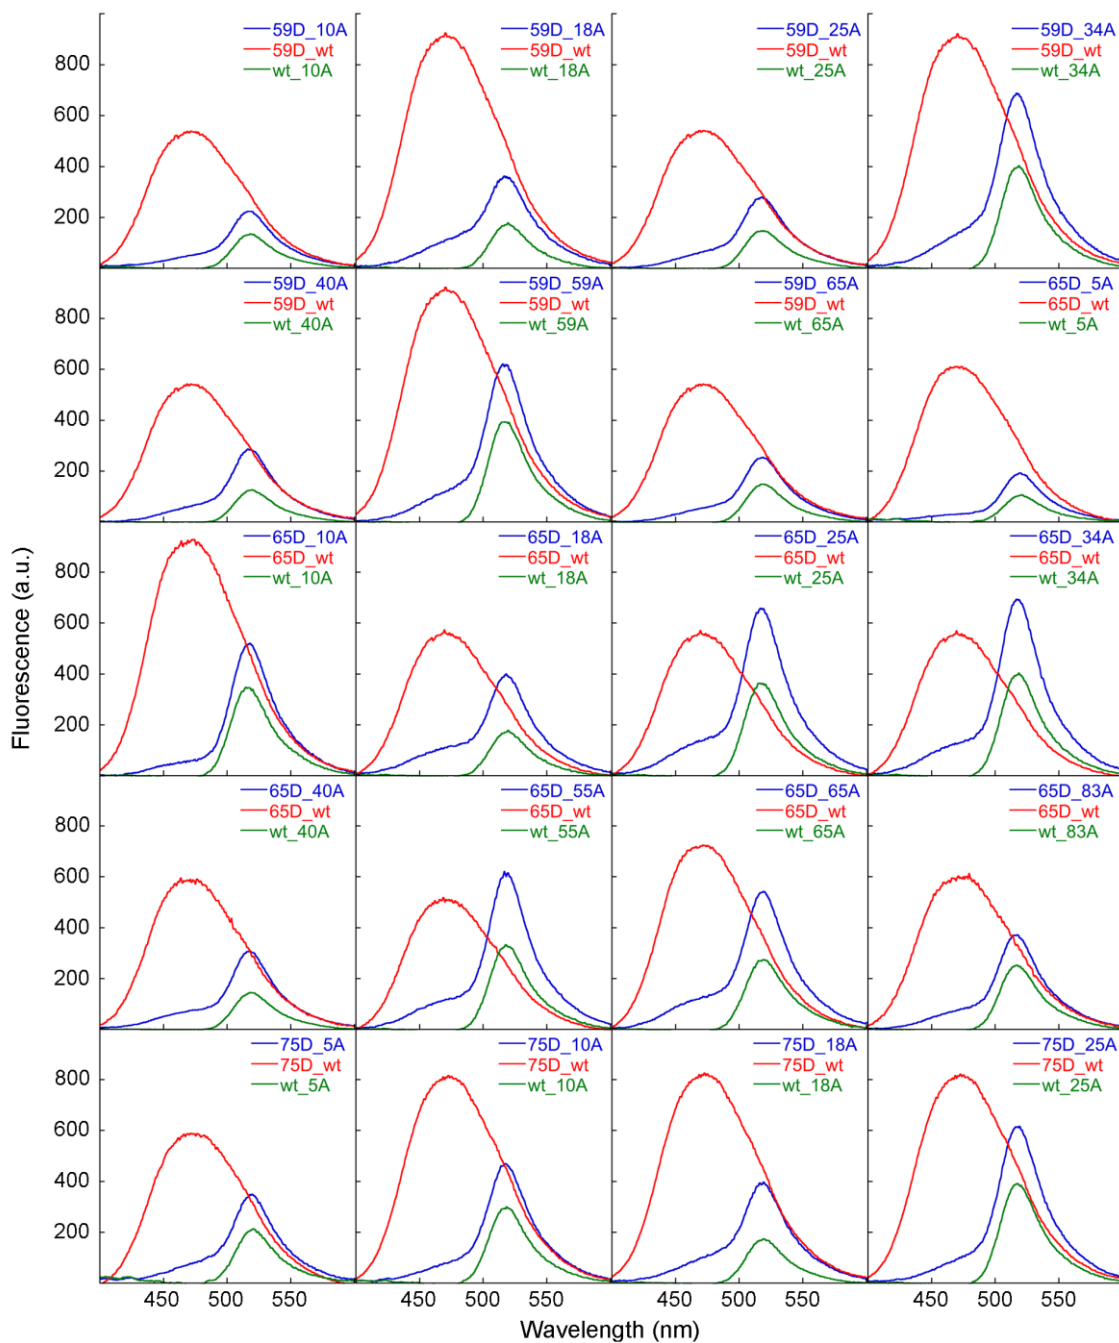 59D_10A
59D_wt
wt_10A
59D_18A
59D_wt
wt_18A
59D_25A
59D_wt
wt_25A
59D_34A
59D_wt
wt_34A
800
600
400
200
59D_40A
59D_wt
wt_40A
59D_59A
59D_wt
wt_59A
59D_65A
59D_wt
wt_65A
65D_5A
65D_wt
wt_5A
800
600
400
200
65D_10A
65D_wt
wt_10A
65D_18A
65D_wt
wt_18A
65D_25A
65D_wt
wt_25A
65D_34A
65D_wt
wt_34A
800
600
400
200
Fluorescence (a.u.)
65D_40A
65D_wt
wt_40A
65D_55A
65D_wt
wt_55A
65D_65A
65D_wt
wt_65A
65D_83A
65D_wt
wt_83A
800
600
400
200
75D_5A
75D_wt
wt_5A
75D_10A
75D_wt
wt_10A
75D_18A
75D_wt
wt_18A
75D_25A
75D_wt
wt_25A
800
600
400
200
450 500 550 450 500 550 450 500 550 450 500 550
Wavelength (nm)